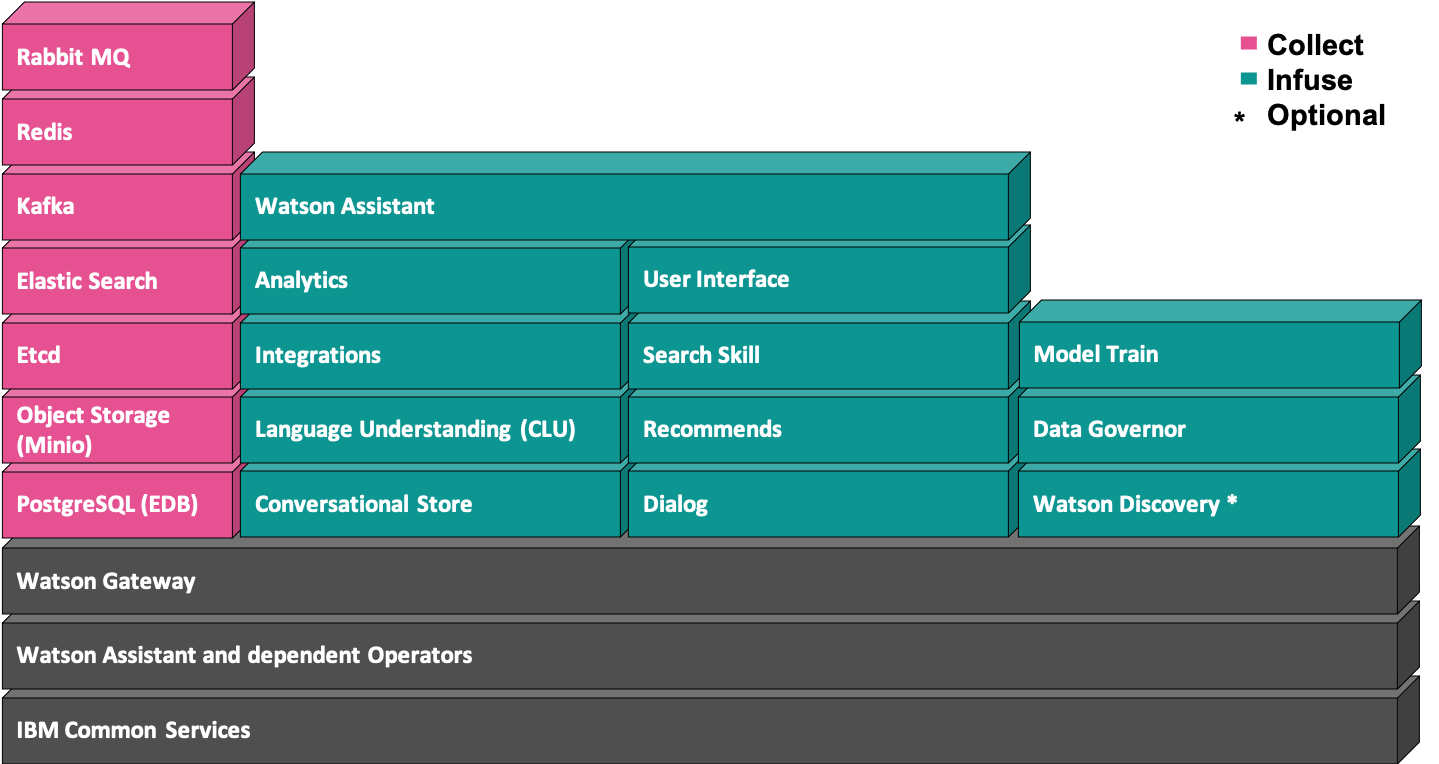 Rabbit MQ
Redis
Kafka
Elastic Search
Etcd
Object Storage
(Minio)
PostgreSQL (EDB)
Watson Assistant
Analytics
Integrations
Language Understanding (CLU)
Conversational Store
User Interface
Search Skill
Recommends
Dialog
Model Train
Data Governor
Watson Discovery *
Watson Gateway
Watson Assistant and dependent Operators
IBM Common Services
Collect
Infuse
* Optional